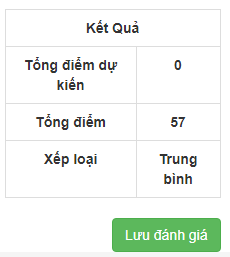 Kết Quả
Tổng điểm dự
kiến
0
Tổng điểm
57
Xếp loại
Trung
bình
Lưu đánh giá